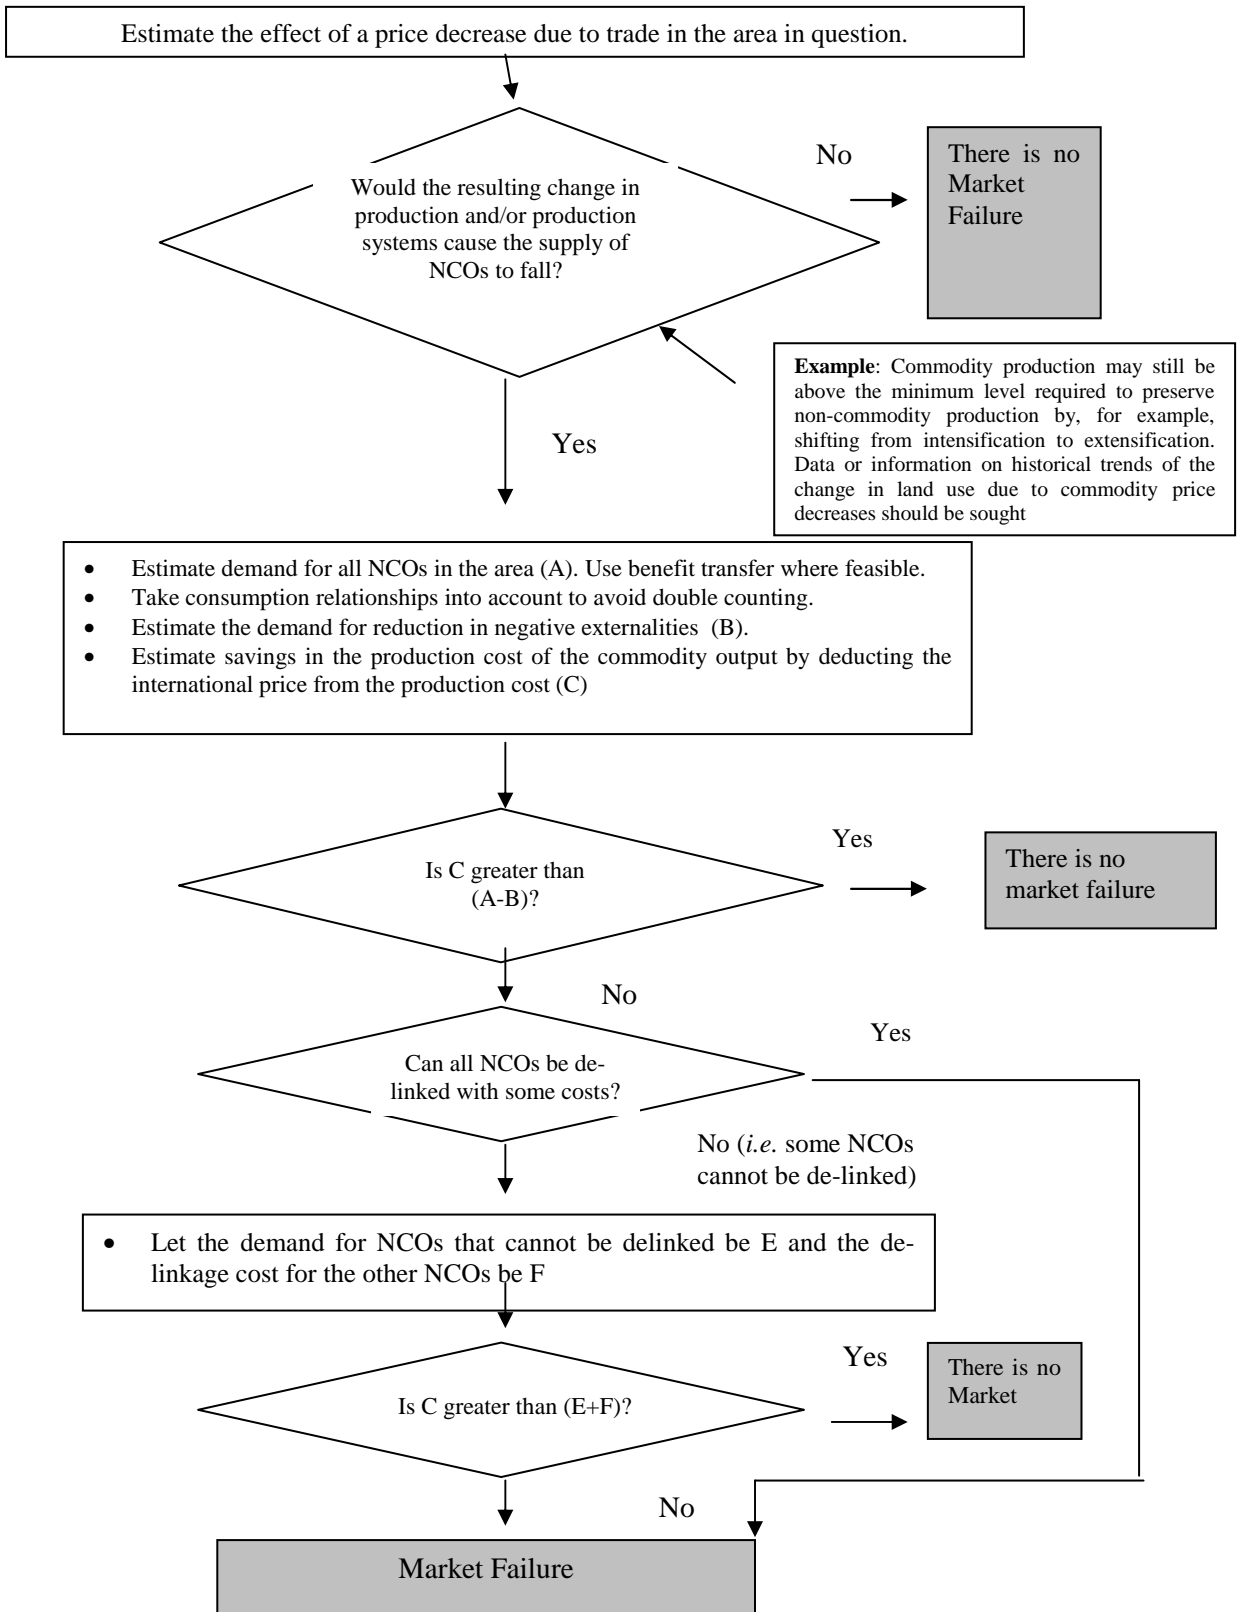 Estimate the effect of a price decrease due to trade in the area in question.
No
There is no
Market
Failure
Would the resulting change in
production and/or production
systems cause the supply of
NCOs to fall?
Example: Commodity production may still be
above the minimum level required to preserve
non-commodity production by, for example,
shifting from intensification to extensification.
Data or information on historical trends of the
change in land use due to commodity price
decreases should be sought
Yes
• Estimate demand for all NCOs in the area (A). Use benefit transfer where feasible.
• Take consumption relationships into account to avoid double counting.
• Estimate the demand for reduction in negative externalities (B).
• Estimate savings in the production cost of the commodity output by deducting the
international price from the production cost (C)
Is C greater than
(A-B)?
Yes
There is no
market failure
No
Can all NCOs be de-
linked with some costs?
Yes
No (i.e. some NCOs
cannot be de-linked)
• Let the demand for NCOs that cannot be delinked be E and the de-
linkage cost for the other NCOs be F
Is C greater than (E+F)?
Yes
There is no
Market
No
Market Failure